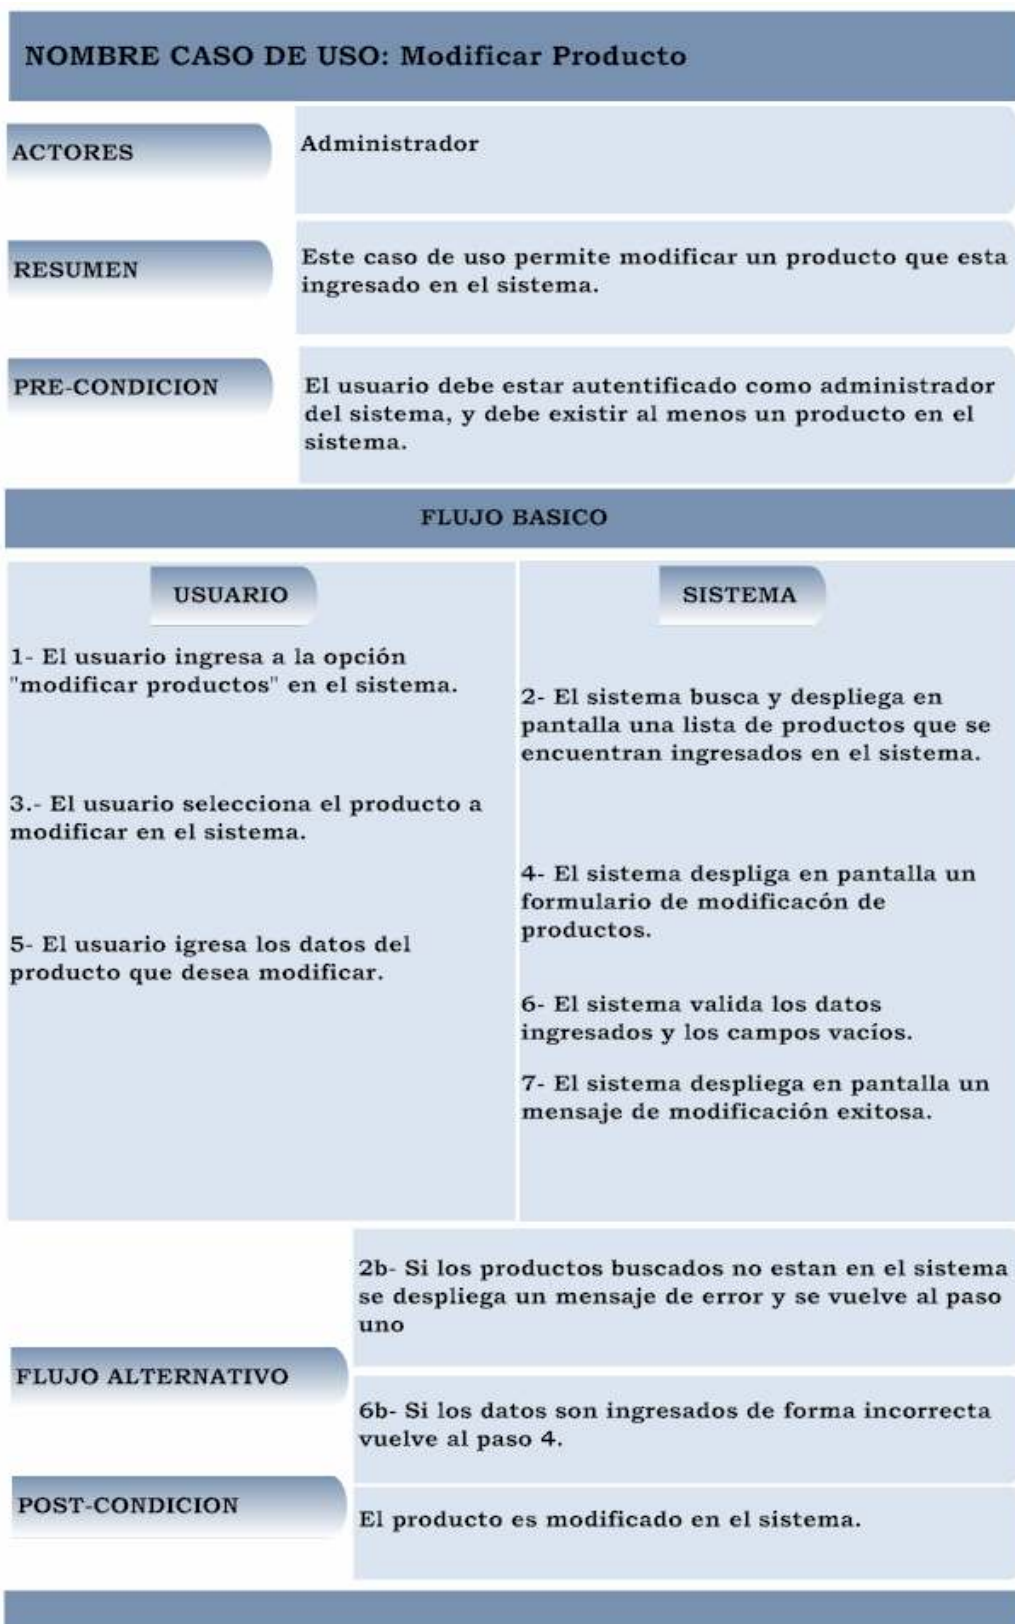 NOMBRE CASO DE USO: Modificar Producto
ACTORES
Administrador
RESUMEN
Este caso de uso permite modificar un producto que esta
ingresado en el sistema.
PRE-CONDICION
El usuario debe estar autentificado como administrador
del sistema, y debe existir al menos un producto en el
sistema.
FLUJO BASICO
USUARIO
SISTEMA
1- El usuario ingresa a la opción
"modificar productos" en el sistema.
2- El sistema busca y despliega en
pantalla una lista de productos que se
encuentran ingresados en el sistema.
3.- El usuario selecciona el producto a
modificar en el sistema.
4- El sistema despliga en pantalla un
formulario de modificacón de
productos.
5- El usuario igresa los datos del
producto que desea modificar.
6- El sistema valida los datos
ingresados y los campos vacíos.
7- El sistema despliega en pantalla un
mensaje de modificación exitosa.
FLUJO ALTERNATIVO
2b- Si los productos buscados no estan en el sistema
se despliega un mensaje de error y se vuelve al paso
uno
6b- Si los datos son ingresados de forma incorrecta
vuelve al paso 4.
POST-CONDICION
El producto es modificado en el sistema.